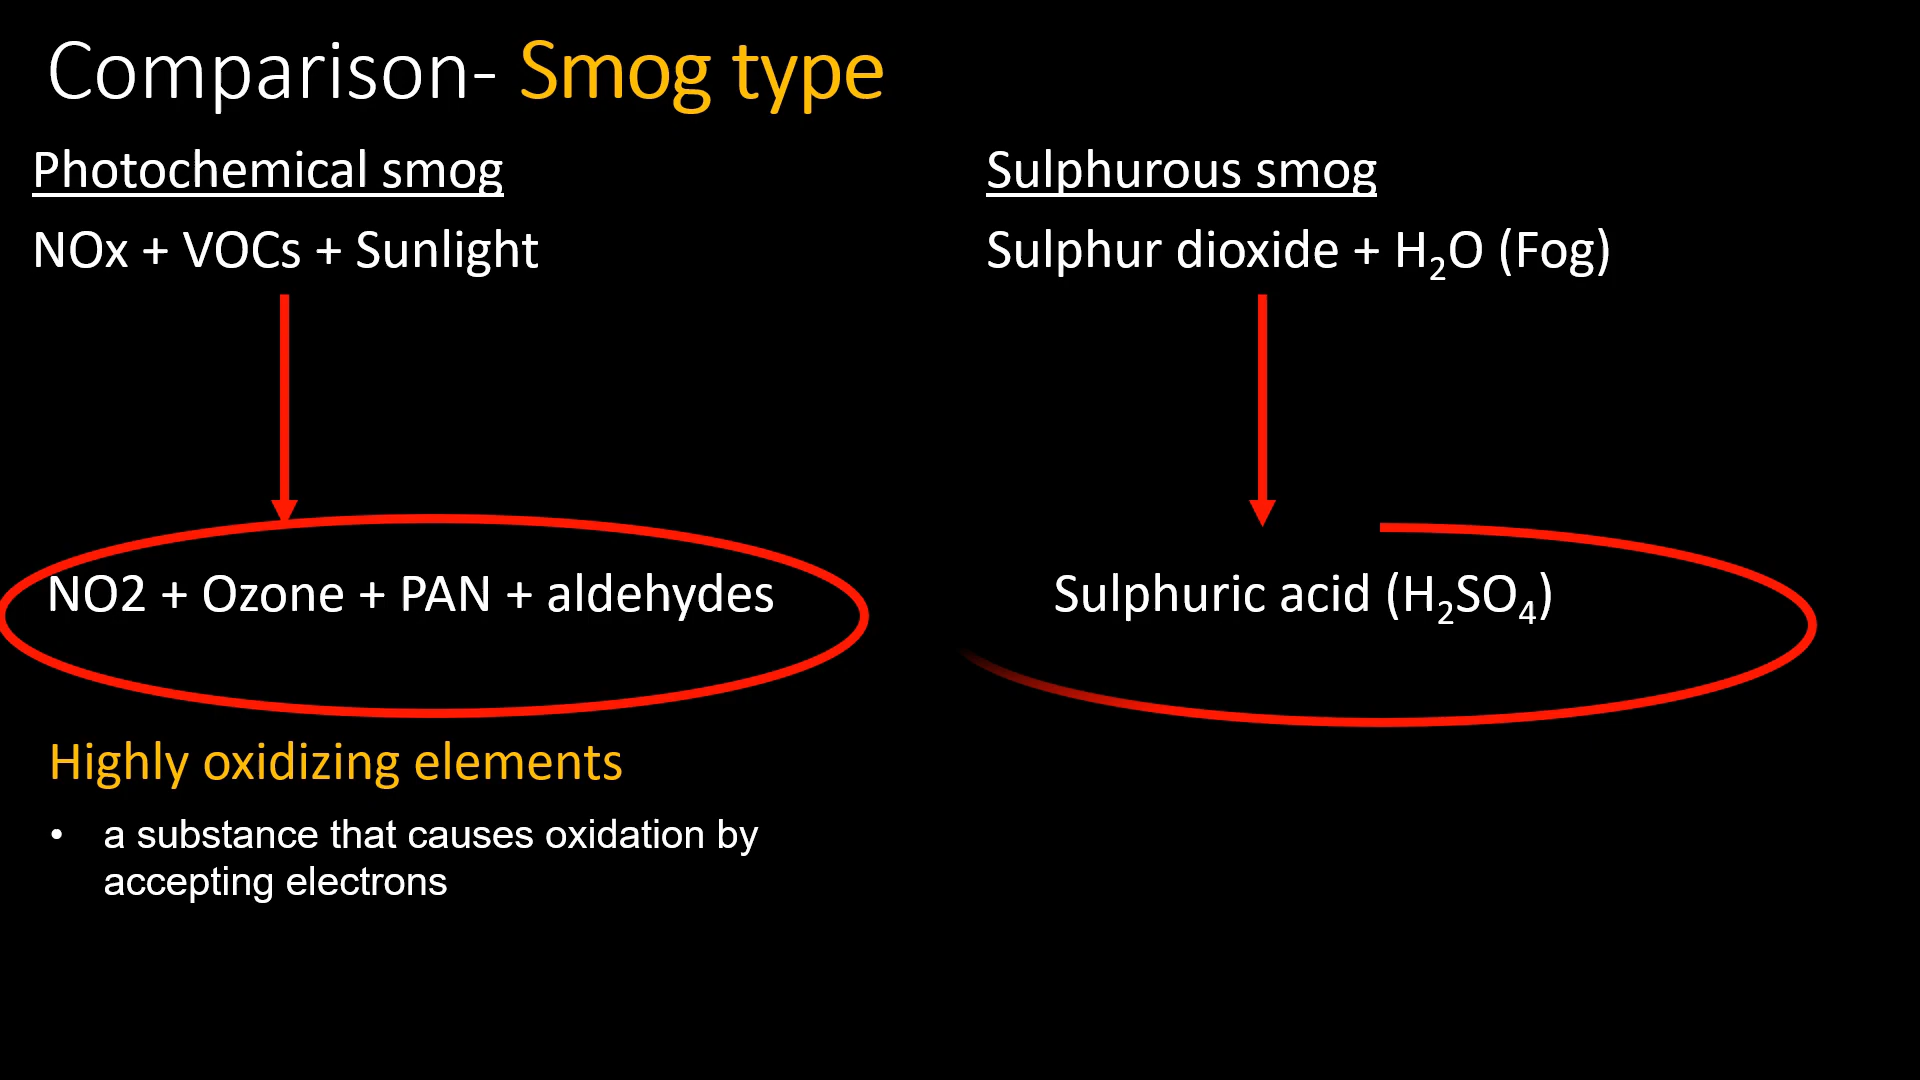 Comparison- Smog type
Photochemical smog
NOx + VOCs + Sunlight
NO2 + Ozone + PAN + aldehydes
Highly oxidizing elements
• a substance that causes oxidation by
accepting electrons
Sulphurous smog
Sulphur dioxide + H₂O (Fog)
Sulphuric acid (H₂SO₄)